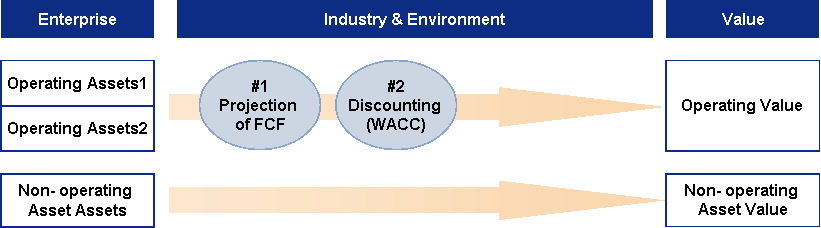 Enterprise
Industry & Environment
Value
Operating Assets1
Operating Assets2
#1
Projection
of FCF
#2
Discounting
(WACC)
Operating Value
Non- operating
Asset Assets
Non- operating
Asset Value